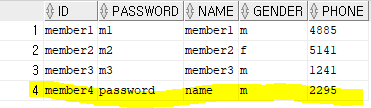 ID PASSWORD NAME GENDER PHONE
1 member1 m1 member1 m 4885
2 member2 m2 member2 f 5141
3 member3 m3 member3 m 1241
4 member4 password name m 2295